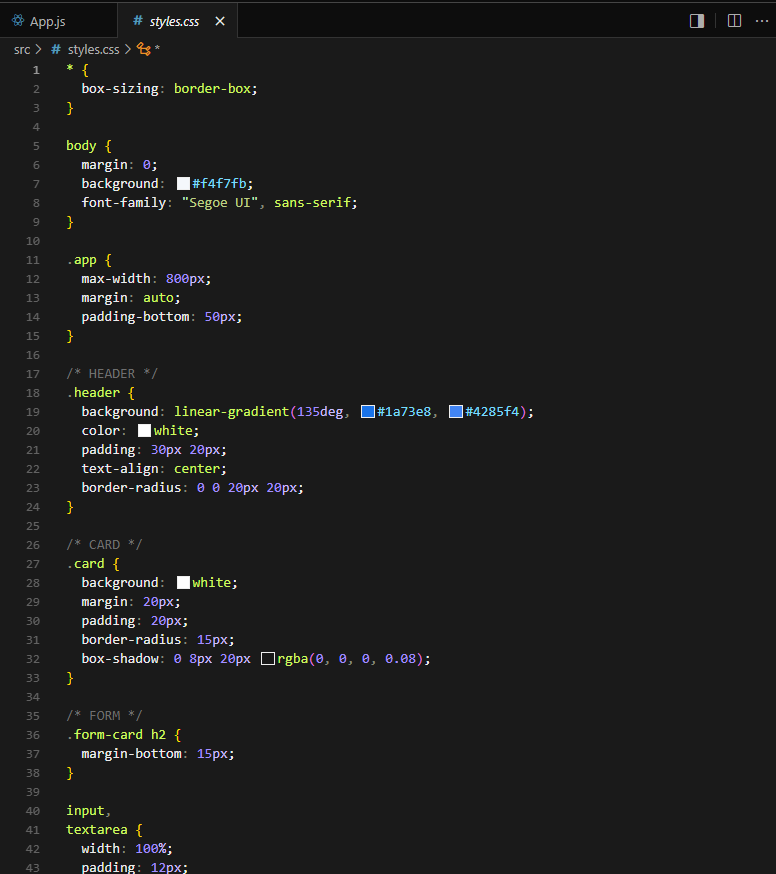 App.js
# styles.css ×
src > # styles.css > *
1 * {
2   box-sizing: border-box;
3 }
4
5 body {
6   margin: 0;
7   background: #f4f7fb;
8   font-family: "Segoe UI", sans-serif;
9 }
10
11 .app {
12   max-width: 800px;
13   margin: auto;
14   padding-bottom: 50px;
15 }
16
17 /* HEADER */
18 .header {
19   background: linear-gradient(135deg, #1a73e8, #4285f4);
20   color: white;
21   padding: 30px 20px;
22   text-align: center;
23   border-radius: 0 0 20px 20px;
24 }
25
26 /* CARD */
27 .card {
28   background: white;
29   margin: 20px;
30   padding: 20px;
31   border-radius: 15px;
32   box-shadow: 0 8px 20px rgba(0, 0, 0, 0.08);
33 }
34
35 /* FORM */
36 .form-card h2 {
37   margin-bottom: 15px;
38 }
39
40 input,
41 textarea {
42   width: 100%;
43   padding: 12px;